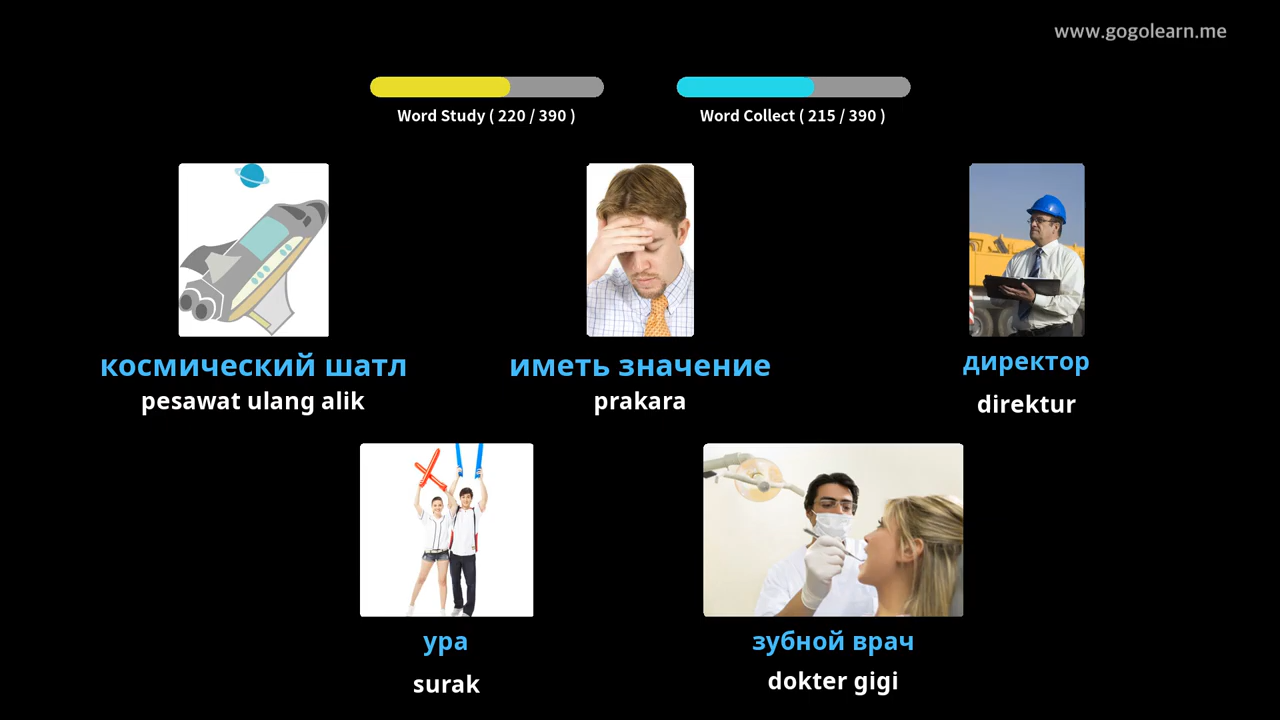 www.gogolearn.me
Word Study ( 220 / 390 )
Word Collect ( 215 / 390 )
космический шатл
pesawat ulang alik
иметь значение
prakara
директор
direktur
ура
surak
зубной врач
dokter gigi